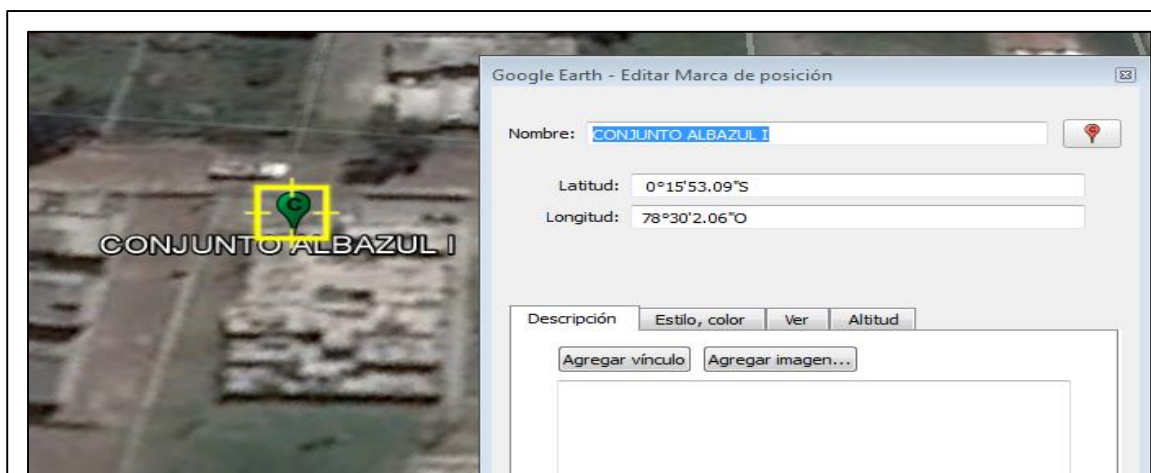 Google Earth - Editar Marca de posición
Nombre: CONJUNTO ALBAZUL I
Latitud: 0°15'53.09"S
Longitud: 78°30'2.06"O
C
CONJUNTO ALBAZUL I
Descripción Estilo, color Ver Altitud
Agregar vínculo Agregar imagen...